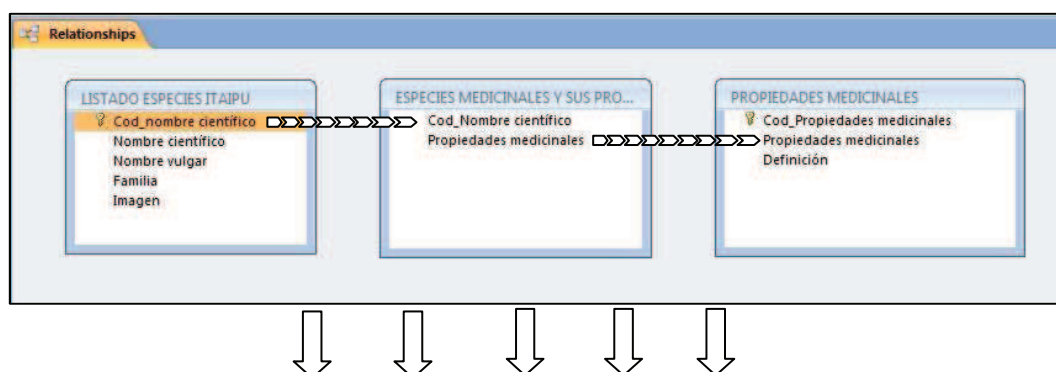 Relationships
LISTADO ESPECIES ITAIPU
Cod_nombre científico
Nombre científico
Nombre vulgar
Familia
Imagen
ESPECIES MEDICINALES Y SUS PRO...
Cod_Nombre científico
Propiedades medicinales
PROPIEDADES MEDICINALES
Cod_Propiedades medicinales
Propiedades medicinales
Definición